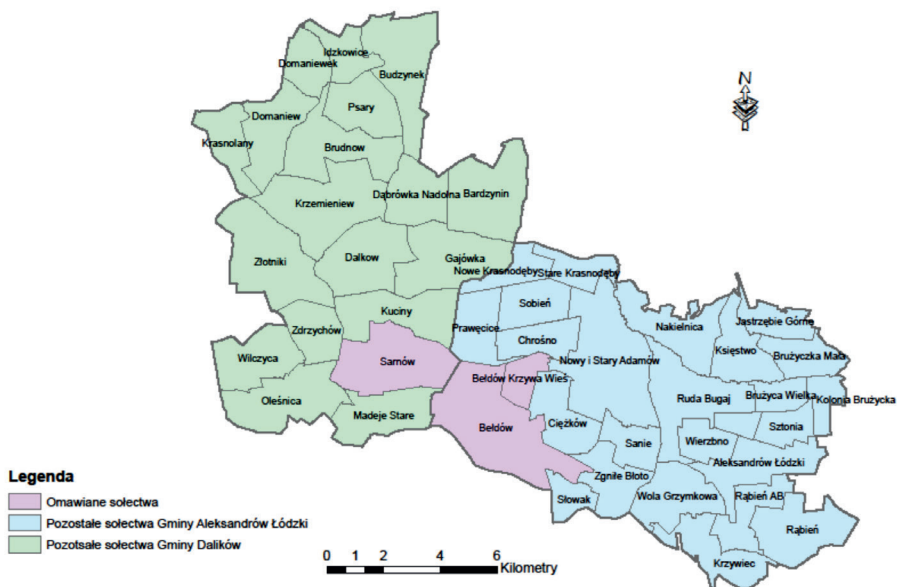 Idzkowice
Domaniewek
Budzynek
N
Psary
Domaniew
Krasnolany
Brudnow
Dąbrówka Nadolna
Bardzynin
Krzemieniew
Złotniki
Dalkow
Gajówka
Nowe Krasnodęby
Stare Krasnodęby
Sobień
Kuciny
Prawęcice
Zdrzychów
Nakielnica
Jastrzębie Górne
Chrośno
Księstwo
Wilczyca
Sarnów
Nowy i Stary Adamów
Brużyczka Mała
Bełdów Krzywa Wieś
Oleśnica
Ruda Bugaj
Brużyca Wielka
Kolonia Brużycka
Madeje Stare
Bełdów
Ciężków
Sztonia
Sanie
Wierzbno
Aleksandrów Łódzki
Zgniłe Błoto
Słowak
Wola Grzymkowa
Rąbień AB
Rąbień
Krzywiec
Legenda
Omawiane sołectwa
Pozostałe sołectwa Gminy Aleksandrów Łódzki
Pozotsałe sołectwa Gminy Dalików
0 1 2 4 6
Kilometry